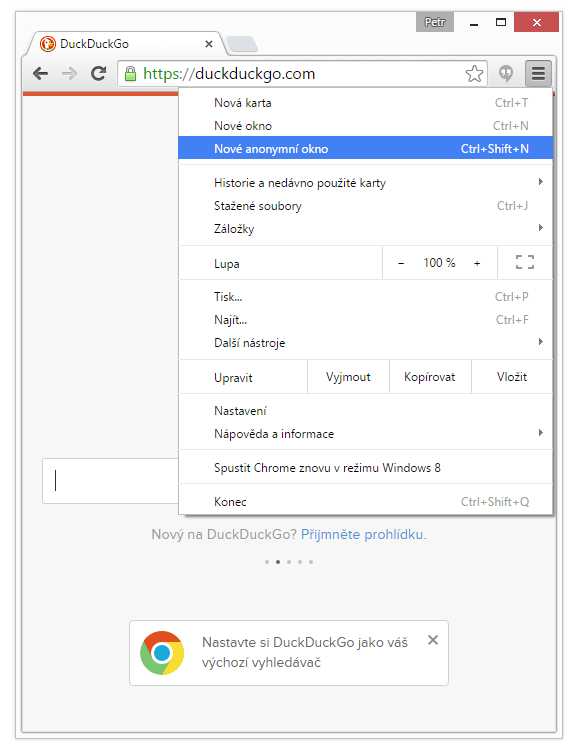 Petr
DuckDuckGo
https://duckduckgo.com
Nová karta Ctrl+T
Nové okno Ctrl+N
Nové anonymní okno Ctrl+Shift+N
Historie a nedávno použité karty
Stažené soubory Ctrl+J
Záložky
Lupa − 100 % +
Tisk... Ctrl+P
Najít... Ctrl+F
Další nástroje
Upravit Vyjmout Kopírovat Vložit
Nastavení
Nápověda a informace
Spustit Chrome znovu v režimu Windows 8
Konec Ctrl+Shift+Q
Nový na DuckDuckGo? Přijmněte prohlídku.
Nastavte si DuckDuckGo jako váš
výchozí vyhledávač